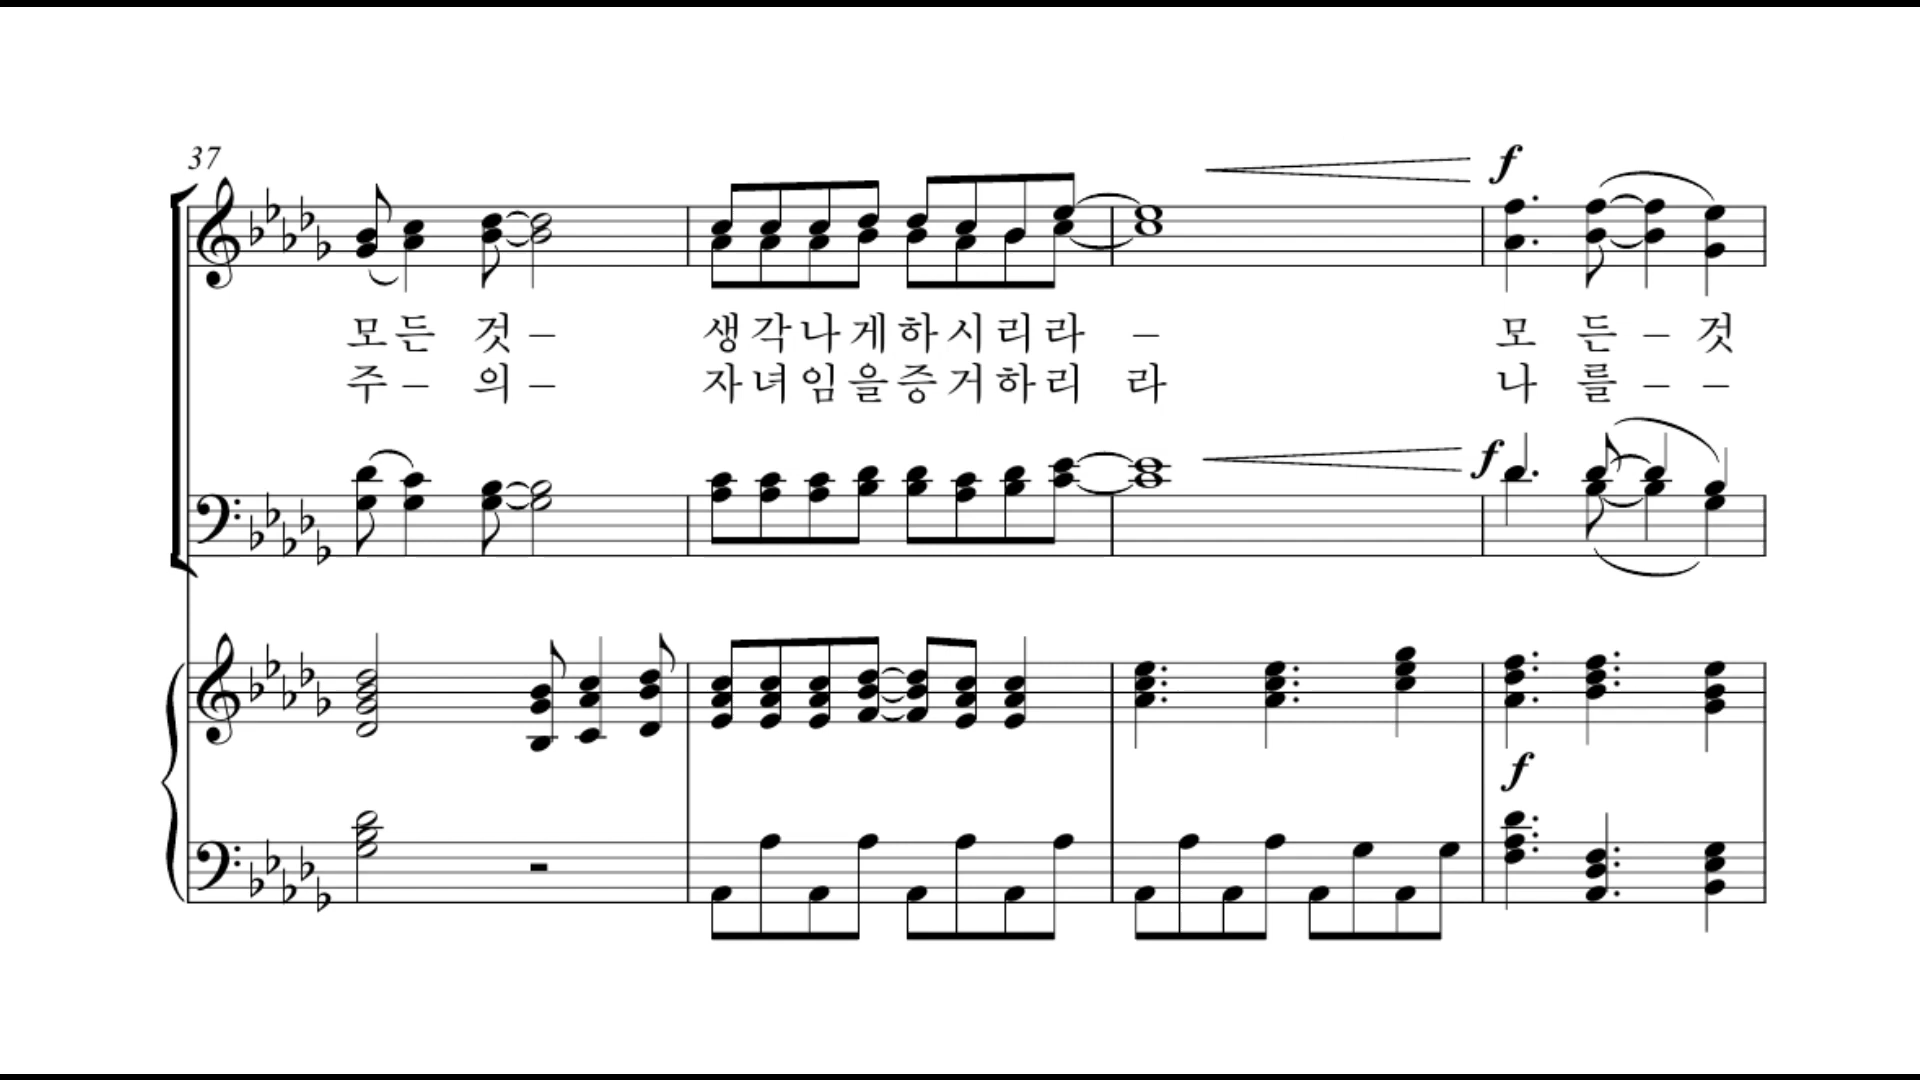 37
f
모든 것 – 생각나게하시리라 – 모 든 – 것
주 – 의 – 자녀임을증거하리 라 나 를 – –
f
f